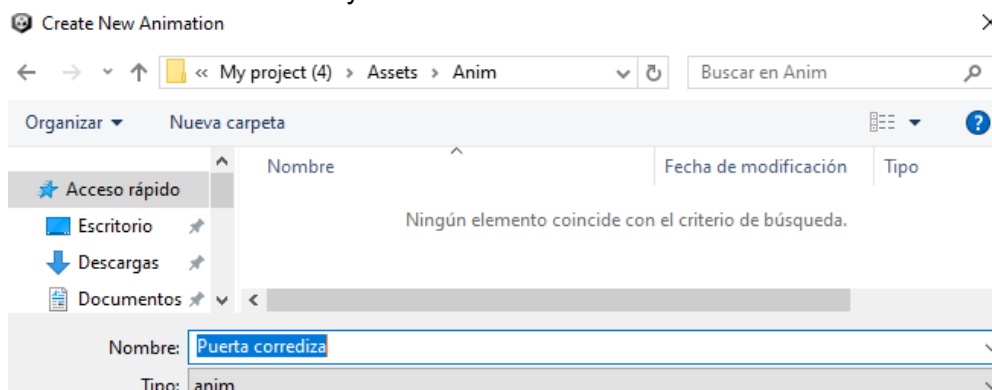 Create New Animation
« My project (4) › Assets › Anim
Buscar en Anim
Organizar
Nueva carpeta
Nombre
Fecha de modificación
Tipo
Acceso rápido
Escritorio
Descargas
Documentos
Ningún elemento coincide con el criterio de búsqueda.
Nombre: Puerta corrediza
Tipo: anim